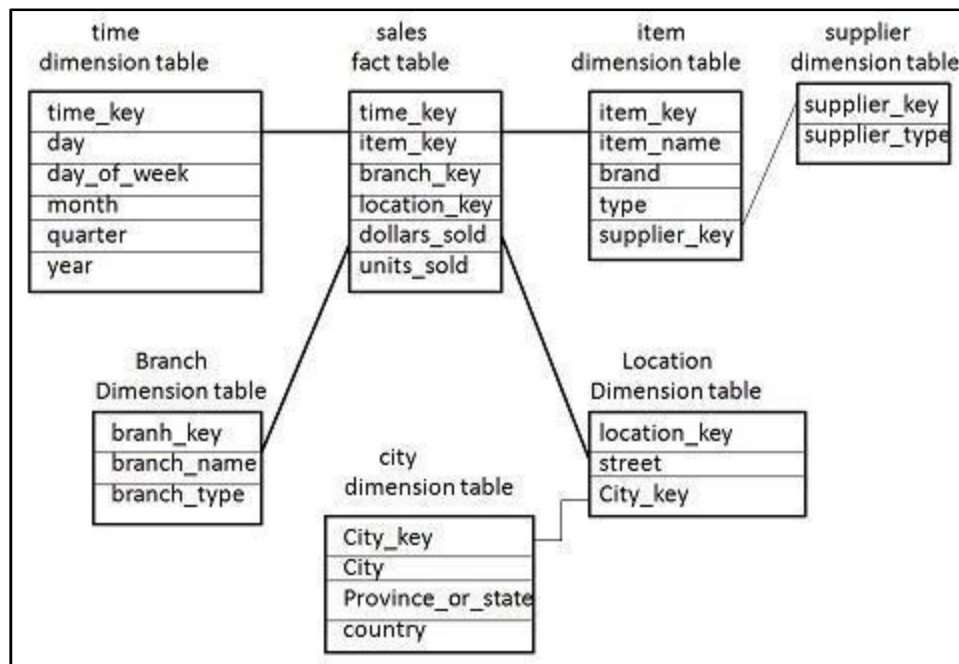 time
dimension table
time_key
day
day_of_week
month
quarter
year
sales
fact table
time_key
item_key
branch_key
location_key
dollars_sold
units_sold
item
dimension table
item_key
item_name
brand
type
supplier_key
supplier
dimension table
supplier_key
supplier_type
Branch
Dimension table
branh_key
branch_name
branch_type
city
dimension table
City_key
City
Province_or_state
country
Location
Dimension table
location_key
street
City_key